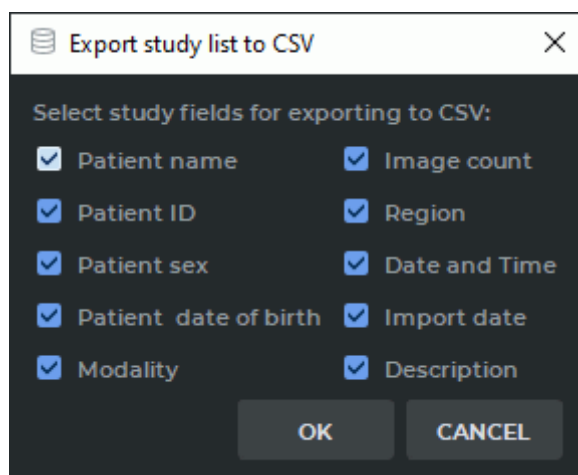 Export study list to CSV
Select study fields for exporting to CSV:
Patient name
Image count
Patient ID
Region
Patient sex
Date and Time
Patient  date of birth
Import date
Modality
Description
OK
CANCEL